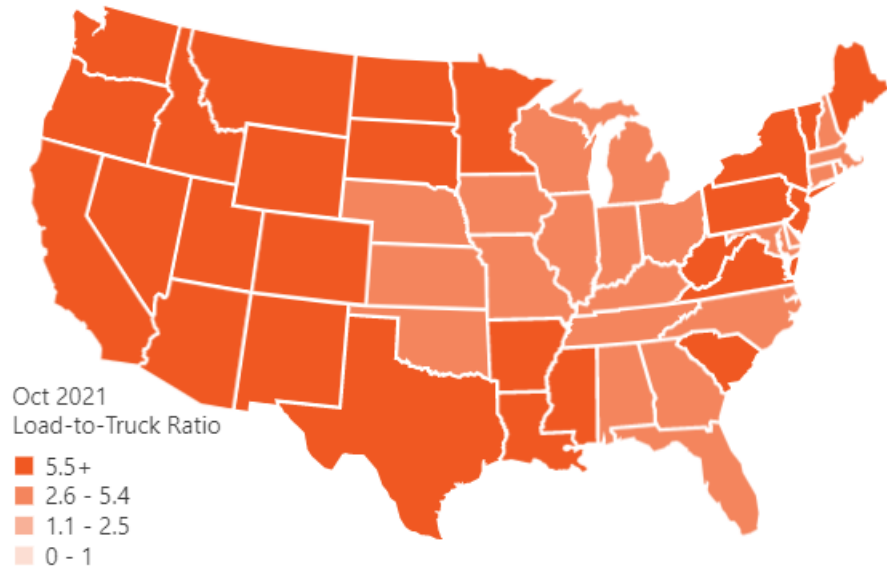 Oct 2021
Load-to-Truck Ratio
5.5+
2.6 - 5.4
1.1 - 2.5
0 - 1